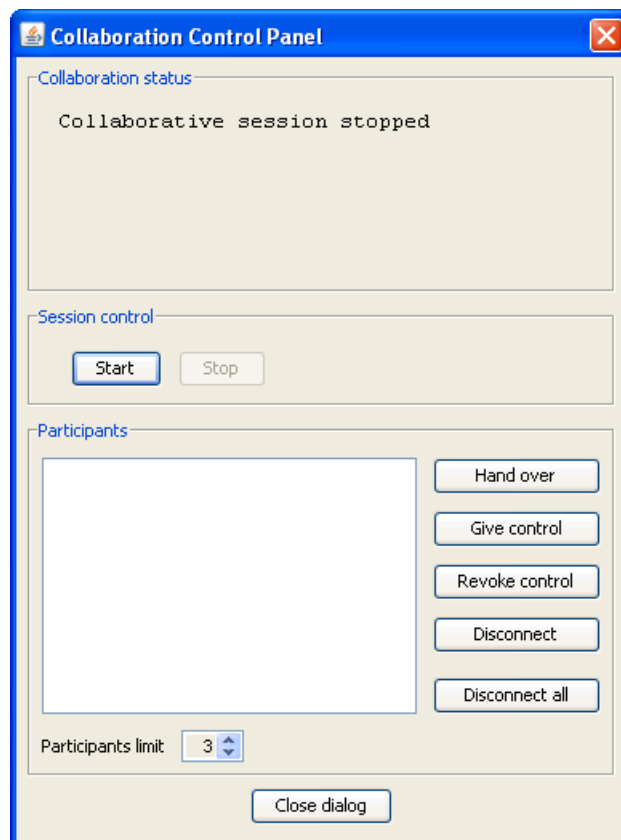 Collaboration Control Panel
Collaboration status
Collaborative session stopped
Session control
Start Stop
Participants
Hand over
Give control
Revoke control
Disconnect
Disconnect all
Participants limit 3
Close dialog